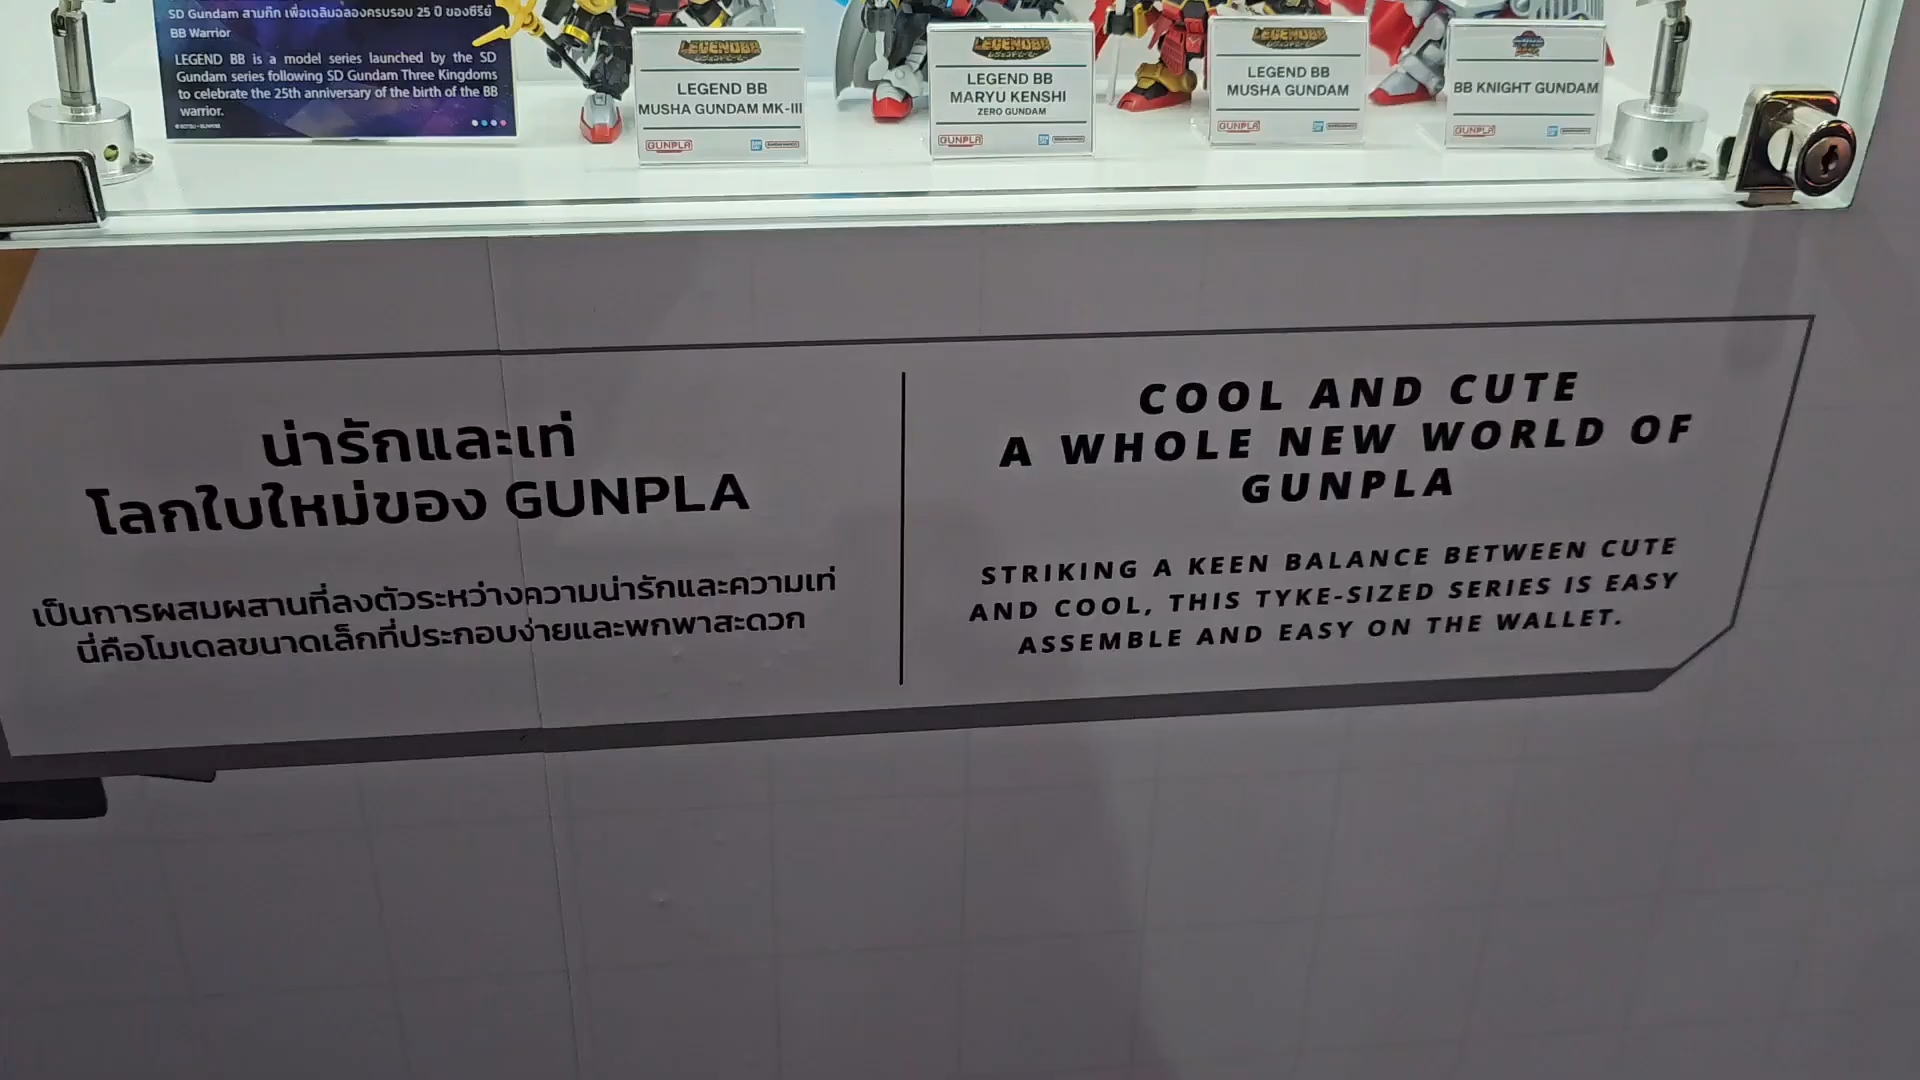 SD Gundam สามก๊ก เพื่อเฉลิมฉลองครบรอบ 25 ปี ของซีรีย์
BB Warrior
LEGEND BB is a model series launched by the SD
Gundam series following SD Gundam Three Kingdoms
to celebrate the 25th anniversary of the birth of the BB
warrior.
LEGENDBB
LEGEND BB
MUSHA GUNDAM MK-III
GUNPLA
LEGENDBB
LEGEND BB
MARYU KENSHI
ZERO GUNDAM
GUNPLA
LEGENDBB
LEGEND BB
MUSHA GUNDAM
GUNPLA
BB KNIGHT GUNDAM
GUNPLA
น่ารักและเท่
โลกใบใหม่ของ GUNPLA
เป็นการผสมผสานที่ลงตัวระหว่างความน่ารักและความเท่
นี่คือโมเดลขนาดเล็กที่ประกอบง่ายและพกพาสะดวก
COOL AND CUTE
A WHOLE NEW WORLD OF
GUNPLA
STRIKING A KEEN BALANCE BETWEEN CUTE
AND COOL, THIS TYKE-SIZED SERIES IS EASY
ASSEMBLE AND EASY ON THE WALLET.